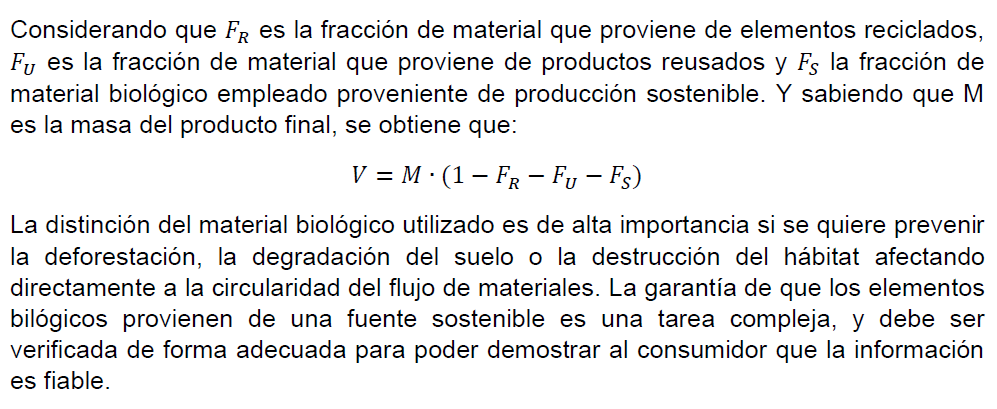 Considerando que F_R es la fracción de material que proviene de elementos reciclados,
F_U es la fracción de material que proviene de productos reusados y F_S la fracción de
material biológico empleado proveniente de producción sostenible. Y sabiendo que M
es la masa del producto final, se obtiene que:
V = M · (1 − F_R − F_U − F_S)
La distinción del material biológico utilizado es de alta importancia si se quiere prevenir
la deforestación, la degradación del suelo o la destrucción del hábitat afectando
directamente a la circularidad del flujo de materiales. La garantía de que los elementos
bilógicos provienen de una fuente sostenible es una tarea compleja, y debe ser
verificada de forma adecuada para poder demostrar al consumidor que la información
es fiable.